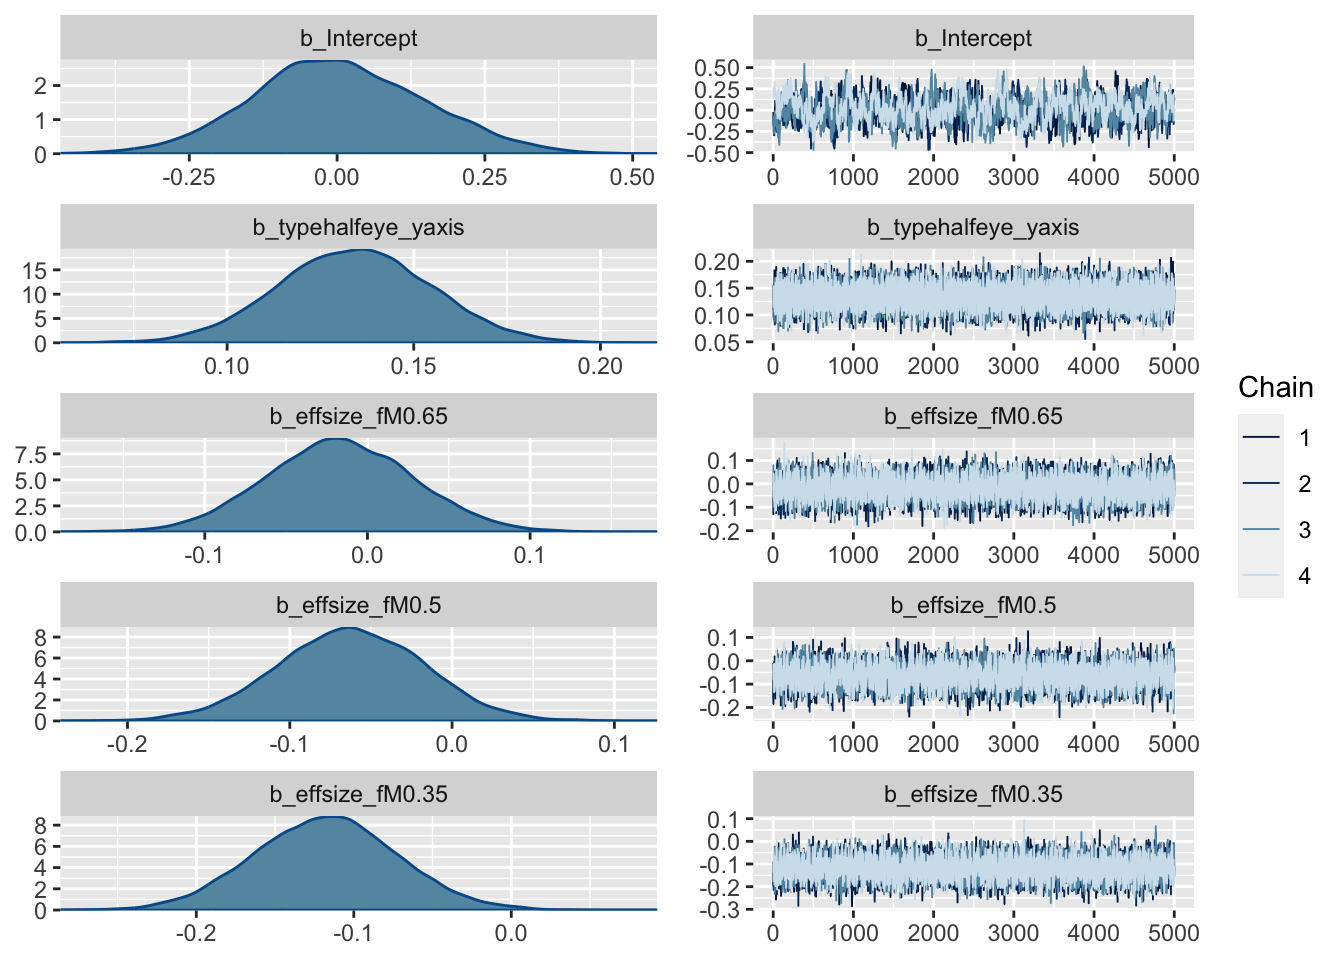 b_Intercept
2
1
0
-0.25 0.00 0.25 0.50
b_Intercept
0.50
0.25
0.00
-0.25
-0.50
0 1000 2000 3000 4000 5000
b_typehalfeye_yaxis
15
10
5
0
0.10 0.15 0.20
b_typehalfeye_yaxis
0.20
0.15
0.10
0.05
0 1000 2000 3000 4000 5000
b_effsize_fM0.65
7.5
5.0
2.5
0.0
-0.1 0.0 0.1
b_effsize_fM0.65
0.1
0.0
-0.1
-0.2
0 1000 2000 3000 4000 5000
b_effsize_fM0.5
8
6
4
2
0
-0.2 -0.1 0.0 0.1
b_effsize_fM0.5
0.1
0.0
-0.1
-0.2
0 1000 2000 3000 4000 5000
b_effsize_fM0.35
8
6
4
2
0
-0.2 -0.1 0.0
b_effsize_fM0.35
0.1
0.0
-0.1
-0.2
-0.3
0 1000 2000 3000 4000 5000
Chain
1
2
3
4